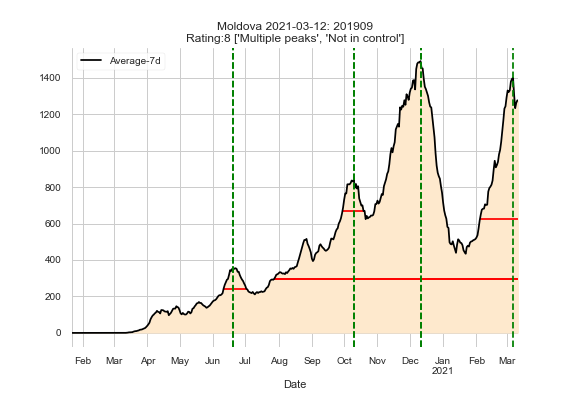 Moldova 2021-03-12: 201909
Rating:8 ['Multiple peaks', 'Not in control']
Average-7d
1400
1200
1000
800
600
400
200
0
Feb Mar Apr May Jun Jul Aug Sep Oct Nov Dec Jan Feb Mar
2021
Date